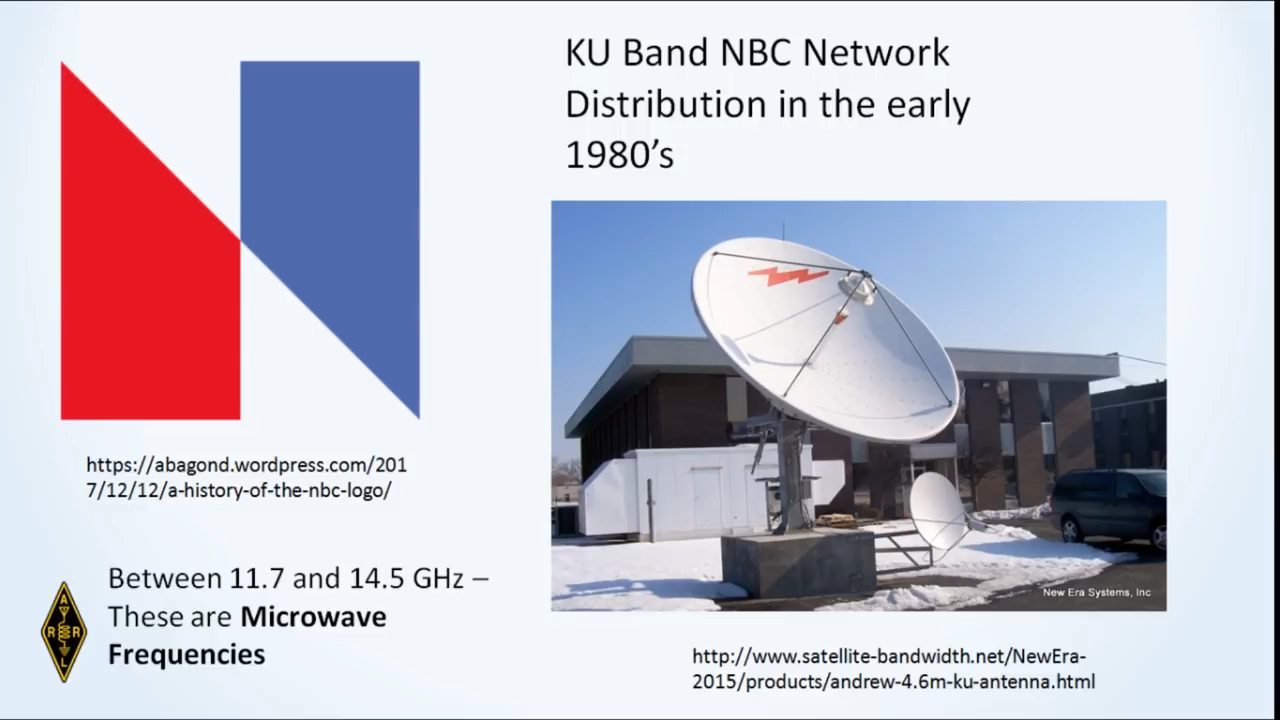 KU Band NBC Network
Distribution in the early
1980’s
https://abagond.wordpress.com/201
7/12/12/a-history-of-the-nbc-logo/
Between 11.7 and 14.5 GHz –
These are Microwave
Frequencies
A
R R
L
New Era Systems, Inc
http://www.satellite-bandwidth.net/NewEra-
2015/products/andrew-4.6m-ku-antenna.html